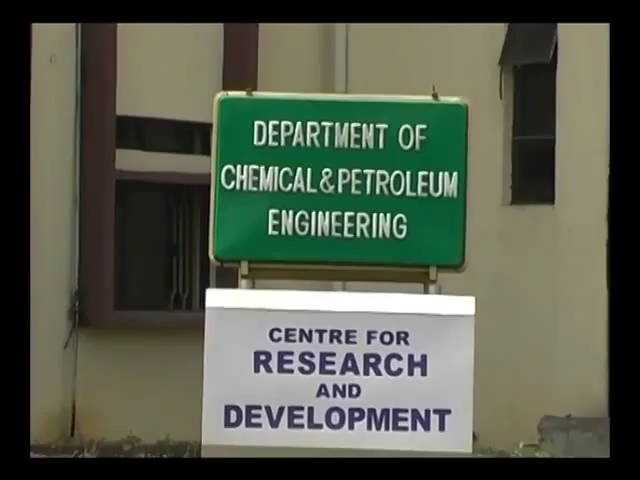 DEPARTMENT OF
CHEMICAL & PETROLEUM
ENGINEERING
CENTRE FOR
RESEARCH
AND
DEVELOPMENT